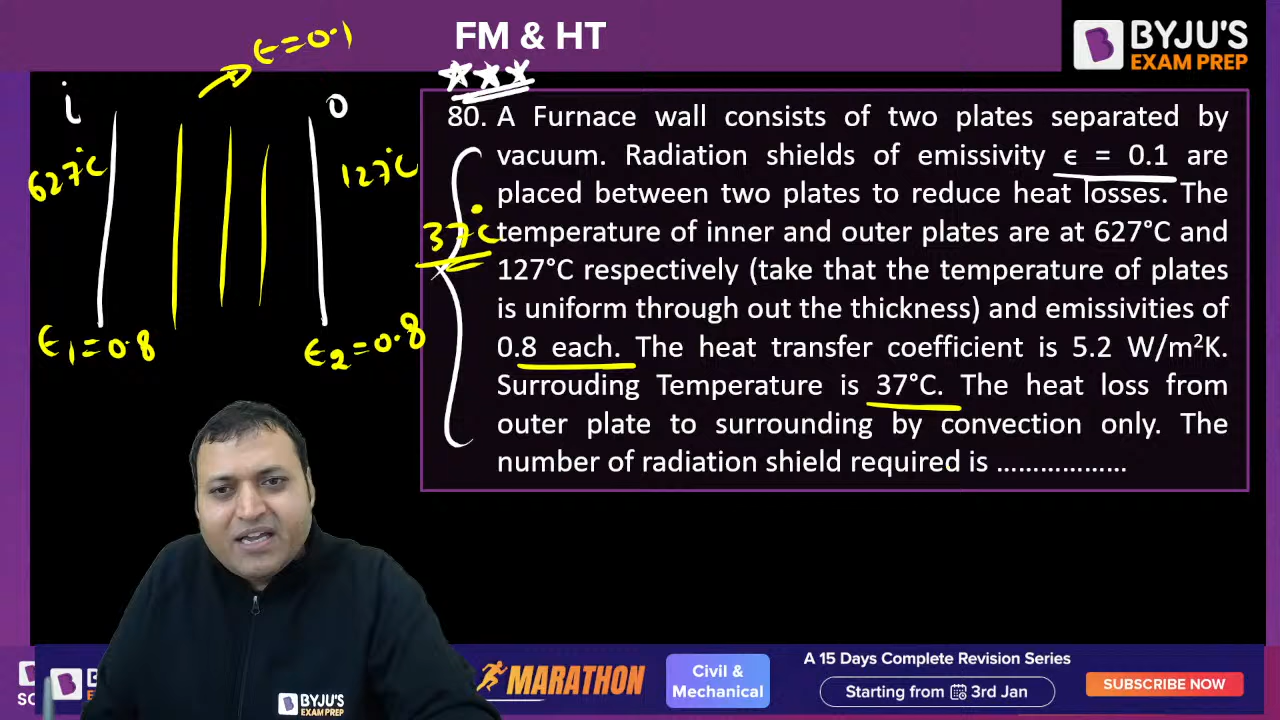 FM & HT
BYJU'S
EXAM PREP
ε = 0.1
i
o
627°C
127°C
37°C
ε1 = 0.8
ε2 = 0.8
80. A Furnace wall consists of two plates separated by
vacuum. Radiation shields of emissivity ϵ = 0.1 are
placed between two plates to reduce heat losses. The
temperature of inner and outer plates are at 627°C and
127°C respectively (take that the temperature of plates
is uniform through out the thickness) and emissivities of
0.8 each. The heat transfer coefficient is 5.2 W/m²K.
Surrouding Temperature is 37°C. The heat loss from
outer plate to surrounding by convection only. The
number of radiation shield required is ………………
BYJU'S
EXAM PREP
MARATHON
Civil &
Mechanical
A 15 Days Complete Revision Series
Starting from 3rd Jan
SUBSCRIBE NOW